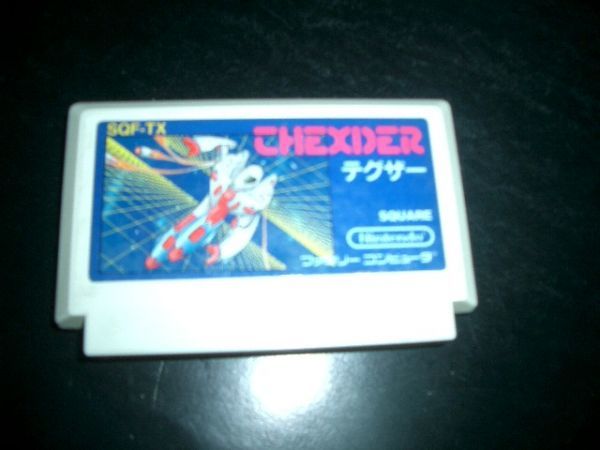 SQF-TX
THEXDER
テグザー
SQUARE
Nintendo
ファミリーコンピュータ